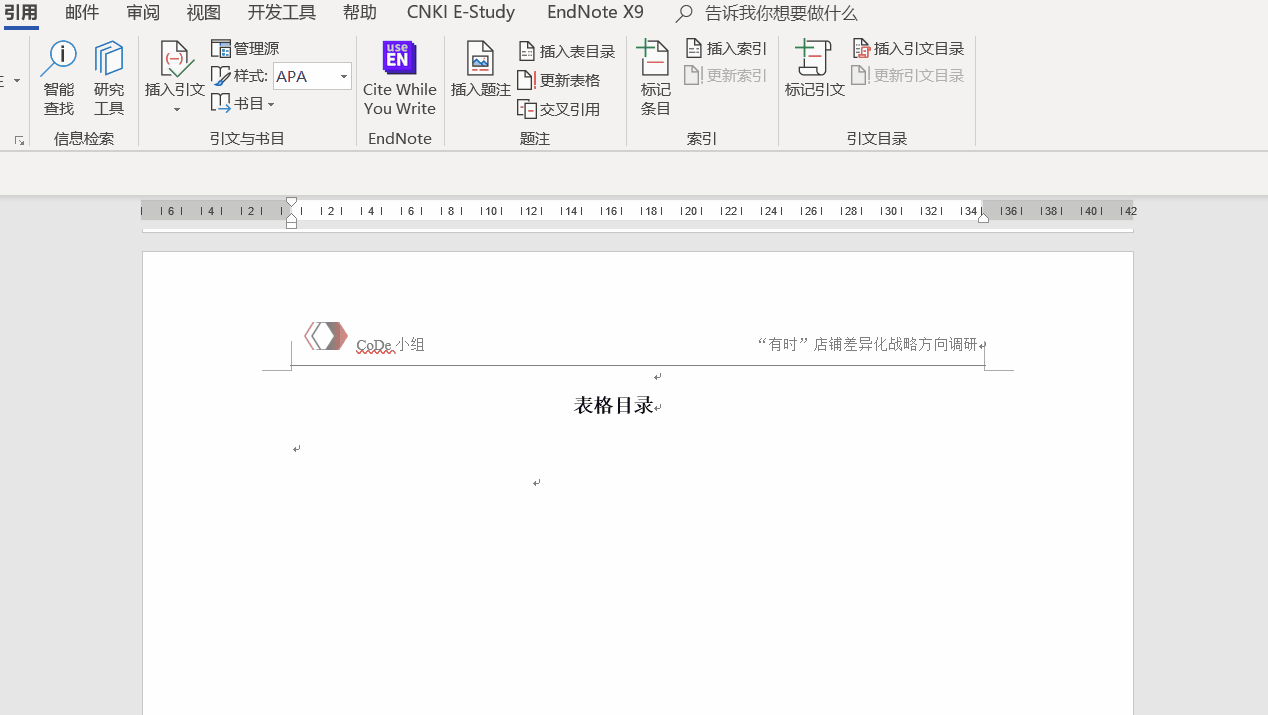 引用 邮件 审阅 视图 开发工具 帮助 CNKI E-Study EndNote X9 告诉我你想要做什么
智能查找
研究工具
信息检索
插入引文
管理源
样式: APA
书目
引文与书目
use EN
Cite While You Write
EndNote
插入题注
插入表目录
更新表格
交叉引用
题注
标记条目
插入索引
更新索引
索引
标记引文
插入引文目录
更新引文目录
引文目录
6 4 2 2 4 6 8 10 12 14 16 18 20 22 24 26 28 30 32 34 36 38 40 42
CoDe 小组 “有时”店铺差异化战略方向调研
表格目录